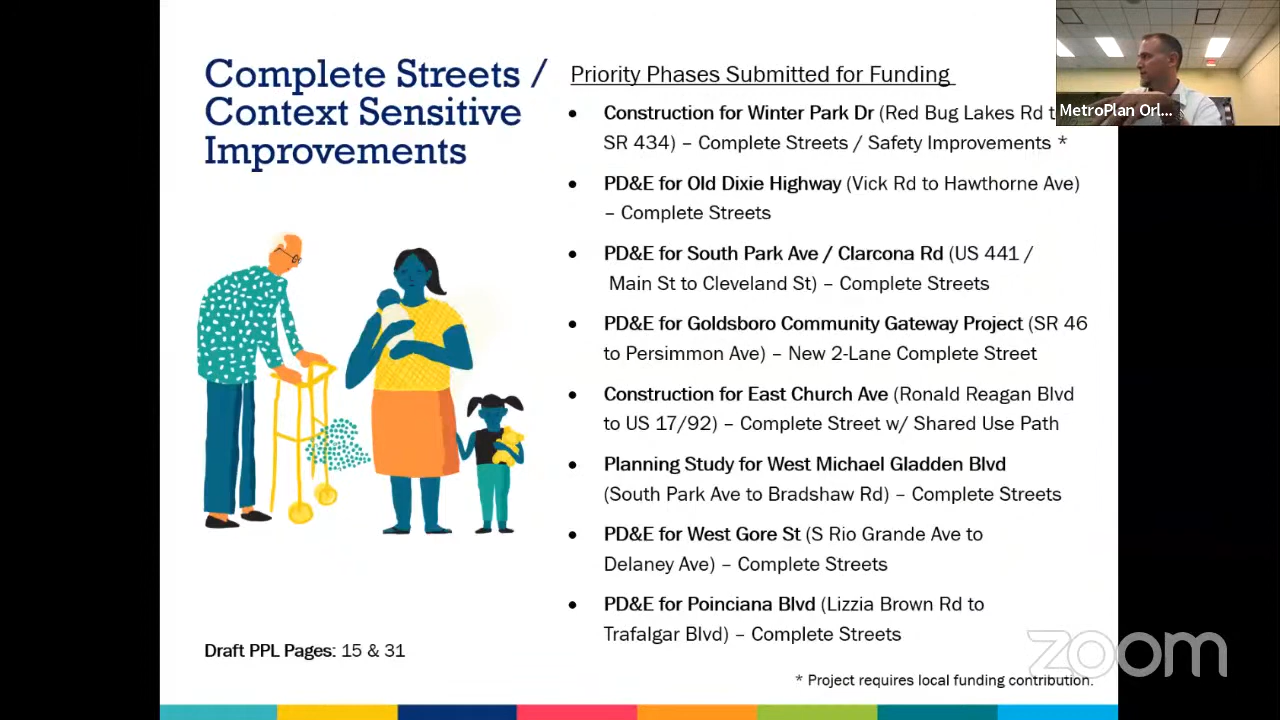 Complete Streets /
Context Sensitive
Improvements
Priority Phases Submitted for Funding
• Construction for Winter Park Dr (Red Bug Lakes Rd t
SR 434) – Complete Streets / Safety Improvements *
• PD&E for Old Dixie Highway (Vick Rd to Hawthorne Ave)
– Complete Streets
• PD&E for South Park Ave / Clarcona Rd (US 441 /
Main St to Cleveland St) – Complete Streets
• PD&E for Goldsboro Community Gateway Project (SR 46
to Persimmon Ave) – New 2-Lane Complete Street
• Construction for East Church Ave (Ronald Reagan Blvd
to US 17/92) – Complete Street w/ Shared Use Path
• Planning Study for West Michael Gladden Blvd
(South Park Ave to Bradshaw Rd) – Complete Streets
• PD&E for West Gore St (S Rio Grande Ave to
Delaney Ave) – Complete Streets
• PD&E for Poinciana Blvd (Lizzia Brown Rd to
Trafalgar Blvd) – Complete Streets
Draft PPL Pages: 15 & 31
* Project requires local funding contribution.
MetroPlan Orl...
zoom